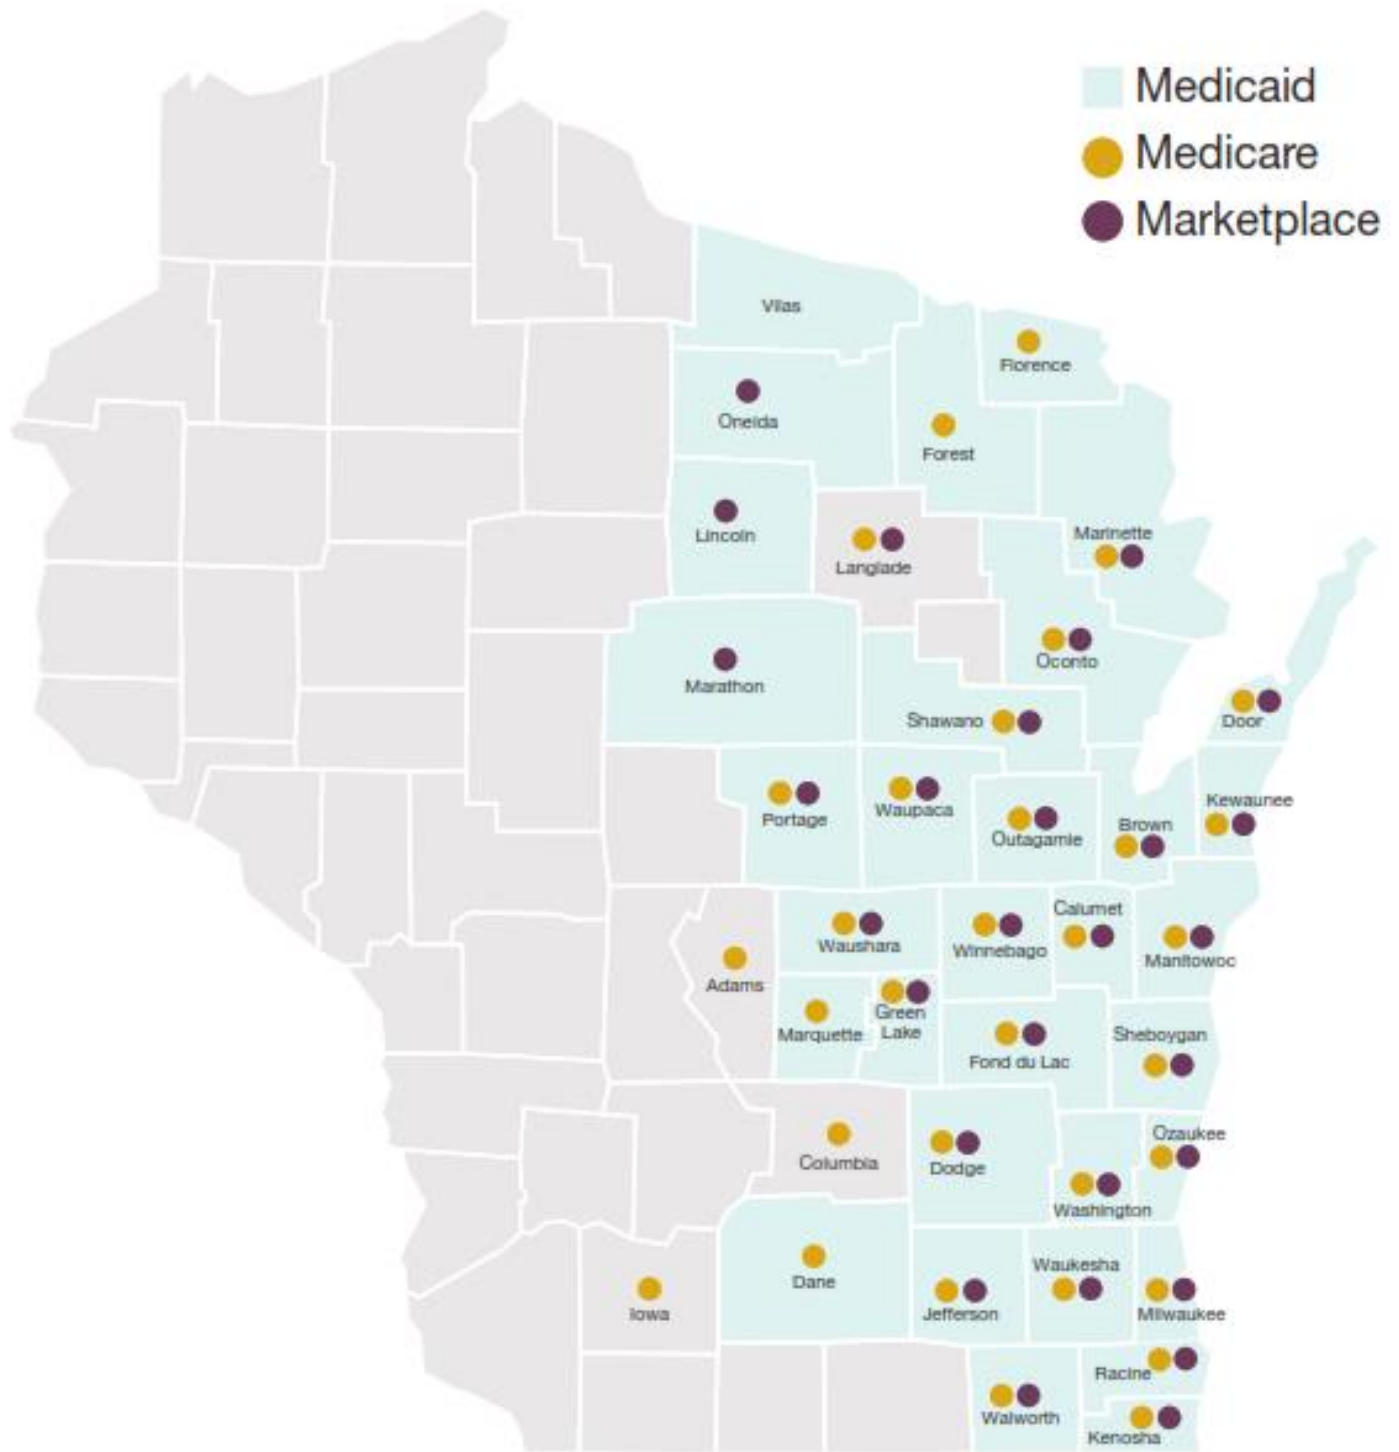 Medicaid
Medicare
Marketplace
Vilas
Florence
Oneida
Forest
Lincoln
Marinette
Langlade
Oconto
Marathon
Shawano
Door
Portage
Waupaca
Outagamie
Brown
Kewaunee
Waushara
Winnebago
Calumet
Manitowoc
Adams
Marquette
Green
Lake
Fond du Lac
Sheboygan
Columbia
Dodge
Ozaukee
Washington
Iowa
Dane
Jefferson
Waukesha
Milwaukee
Racine
Walworth
Kenosha